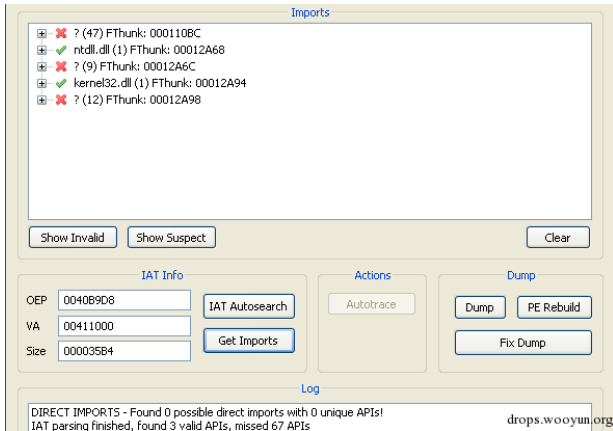 Imports
? (47) FThunk: 000110BC
ntdll.dll (1) FThunk: 00012A68
? (9) FThunk: 00012A6C
kernel32.dll (1) FThunk: 00012A94
? (12) FThunk: 00012A98
Show Invalid Show Suspect Clear
IAT Info Actions Dump
OEP 0040B9D8 IAT Autosearch Autotrace Dump PE Rebuild
VA 00411000
Size 000035B4 Get Imports Fix Dump
Log
DIRECT IMPORTS - Found 0 possible direct imports with 0 unique APIs!
IAT parsing finished, found 3 valid APIs, missed 67 APIs
drops.wooyun.org